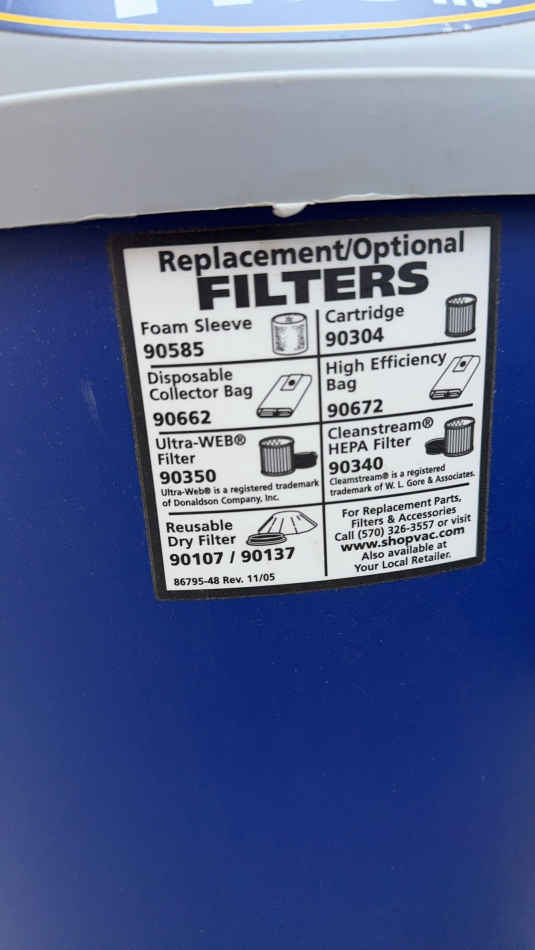 Replacement/Optional
FILTERS
Foam Sleeve
90585
Cartridge
90304
Disposable
Collector Bag
90662
High Efficiency
Bag
90672
Ultra-WEB®
Filter
90350
Ultra-Web® is a registered trademark
of Donaldson Company, Inc.
Cleanstream®
HEPA Filter
90340
Cleamstream® is a registered
trademark of W. L. Gore & Associates.
Reusable
Dry Filter
90107 / 90137
86795-48 Rev. 11/05
For Replacement Parts,
Filters & Accessories
Call (570) 326-3557 or visit
www.shopvac.com
Also available at
Your Local Retailer.